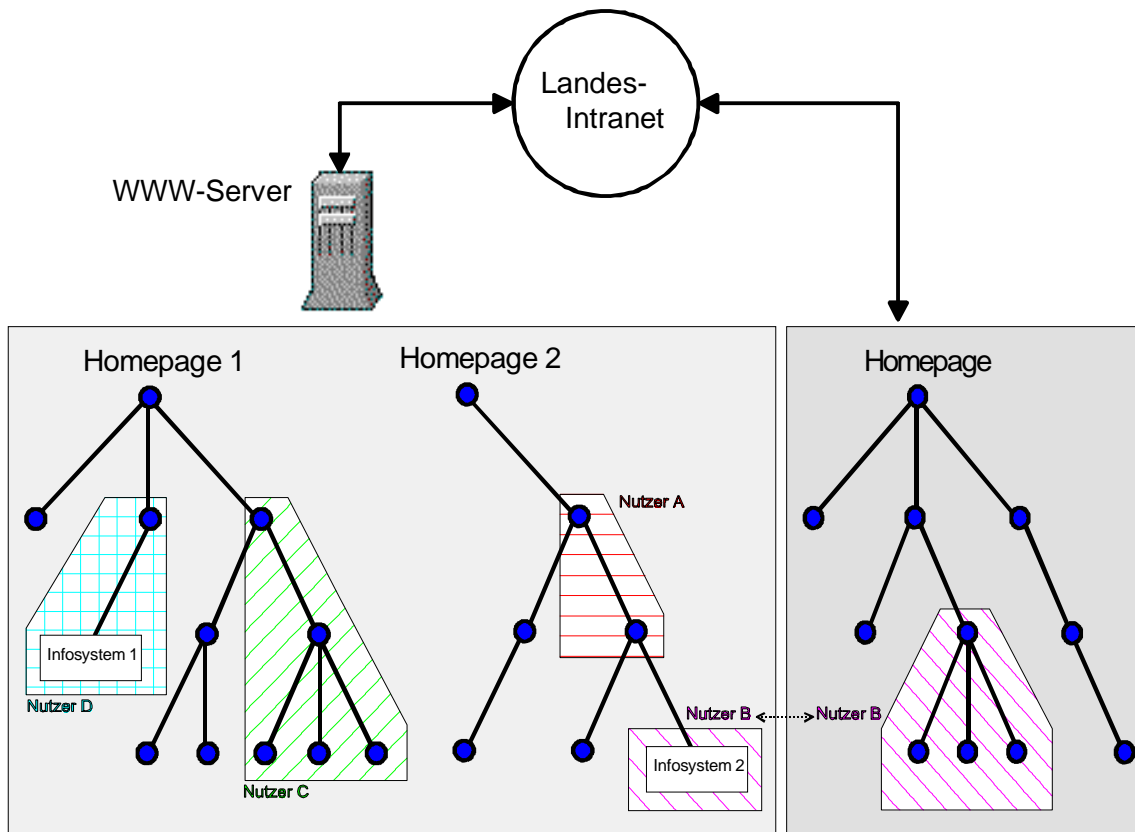 Landes-
Intranet
WWW-Server
Homepage 1
Homepage 2
Homepage
Nutzer A
Infosystem 1
Nutzer D
Nutzer B
Nutzer B
Infosystem 2
Nutzer C